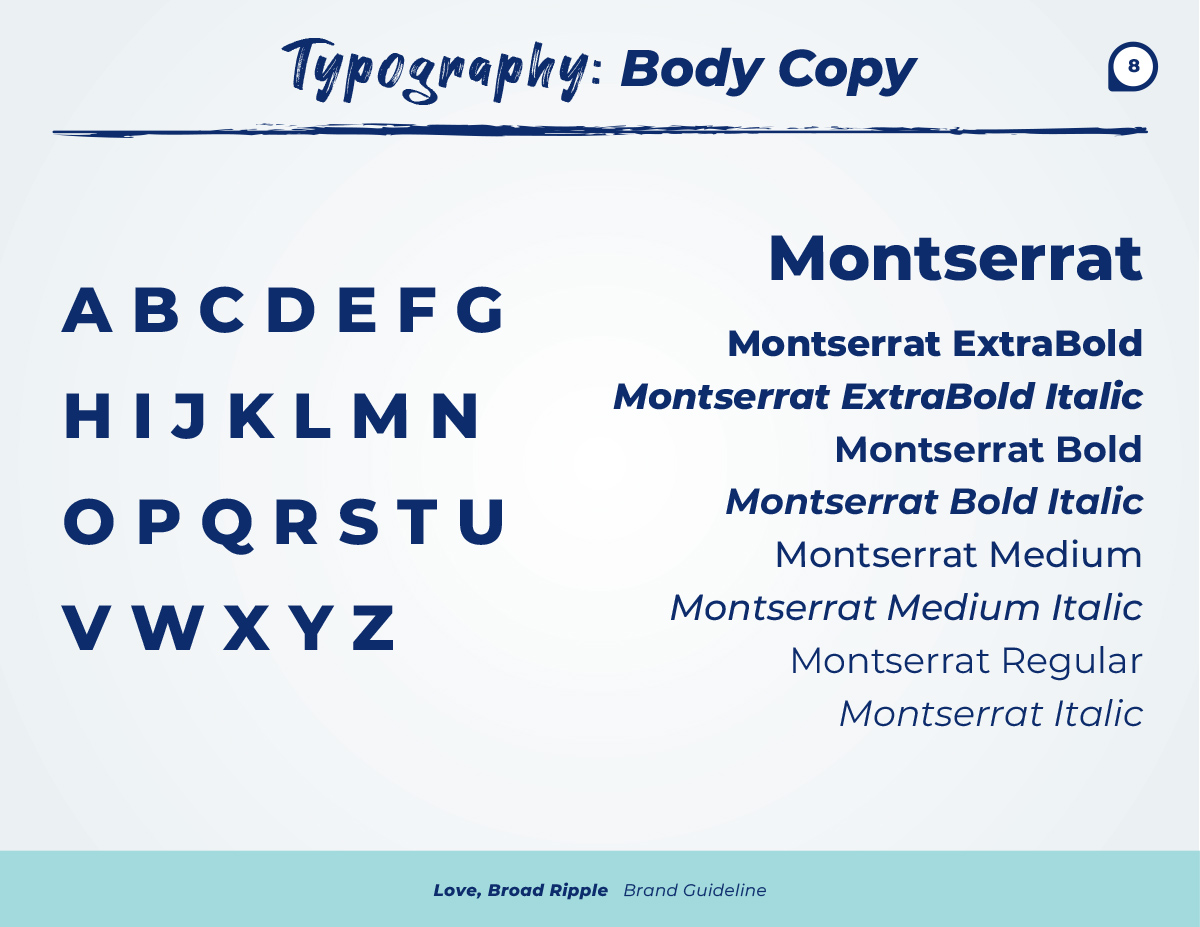 Typography: Body Copy
8
A B C D E F G
H I J K L M N
O P Q R S T U
V W X Y Z
Montserrat
Montserrat ExtraBold
Montserrat ExtraBold Italic
Montserrat Bold
Montserrat Bold Italic
Montserrat Medium
Montserrat Medium Italic
Montserrat Regular
Montserrat Italic
Love, Broad Ripple Brand Guideline